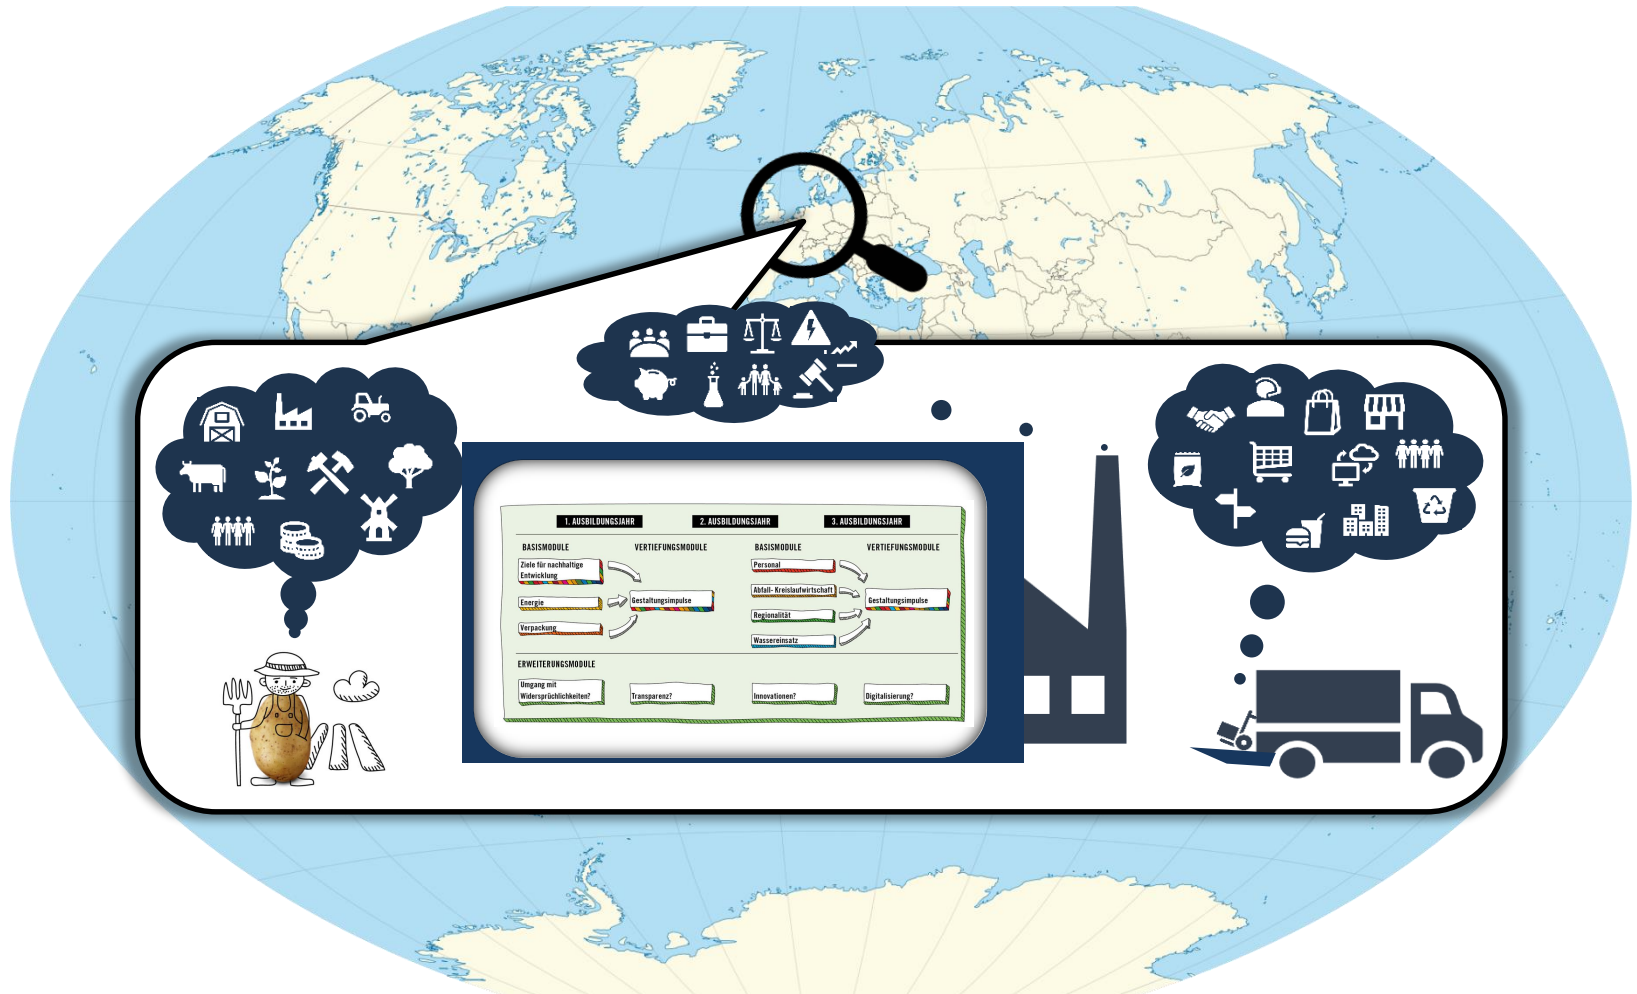 1. AUSBILDUNGSJAHR
2. AUSBILDUNGSJAHR
3. AUSBILDUNGSJAHR
BASISMODULE
VERTIEFUNGSMODULE
BASISMODULE
VERTIEFUNGSMODULE
Ziele für nachhaltige
Entwicklung
Energie
Verpackung
Gestaltungsimpulse
Personal
Abfall- Kreislaufwirtschaft
Regionalität
Wassereinsatz
Gestaltungsimpulse
ERWEITERUNGSMODULE
Umgang mit
Widersprüchlichkeiten?
Transparenz?
Innovationen?
Digitalisierung?